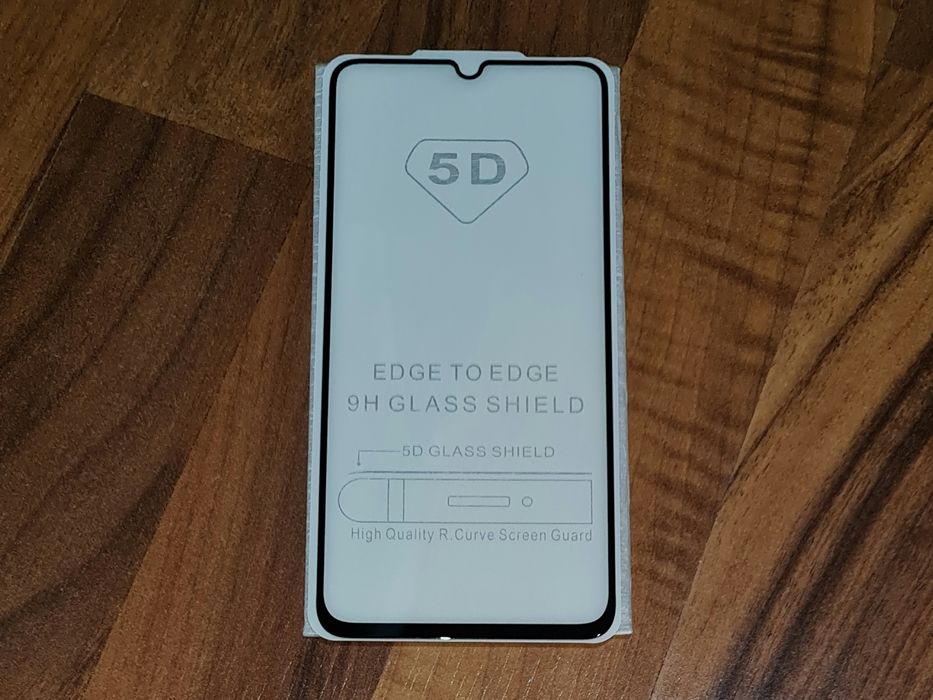 5D
EDGE TO EDGE
9H GLASS SHIELD
5D GLASS SHIELD
High Quality R.Curve Screen Guard